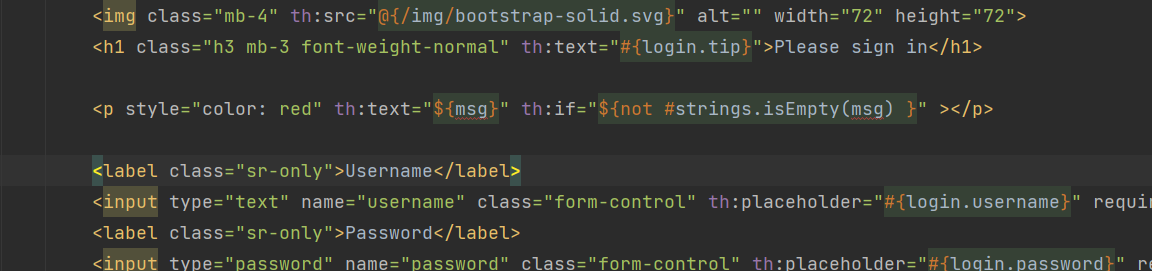 <img class="mb-4" th:src="@{/img/bootstrap-solid.svg}" alt="" width="72" height="72">
<h1 class="h3 mb-3 font-weight-normal" th:text="#{login.tip}">Please sign in</h1>
<p style="color: red" th:text="${msg}" th:if="${not #strings.isEmpty(msg) }" ></p>
<label class="sr-only">Username</label>
<input type="text" name="username" class="form-control" th:placeholder="#{login.username}" requi
<label class="sr-only">Password</label>
<input type="password" name="password" class="form-control" th:placeholder="#{login.password}" re